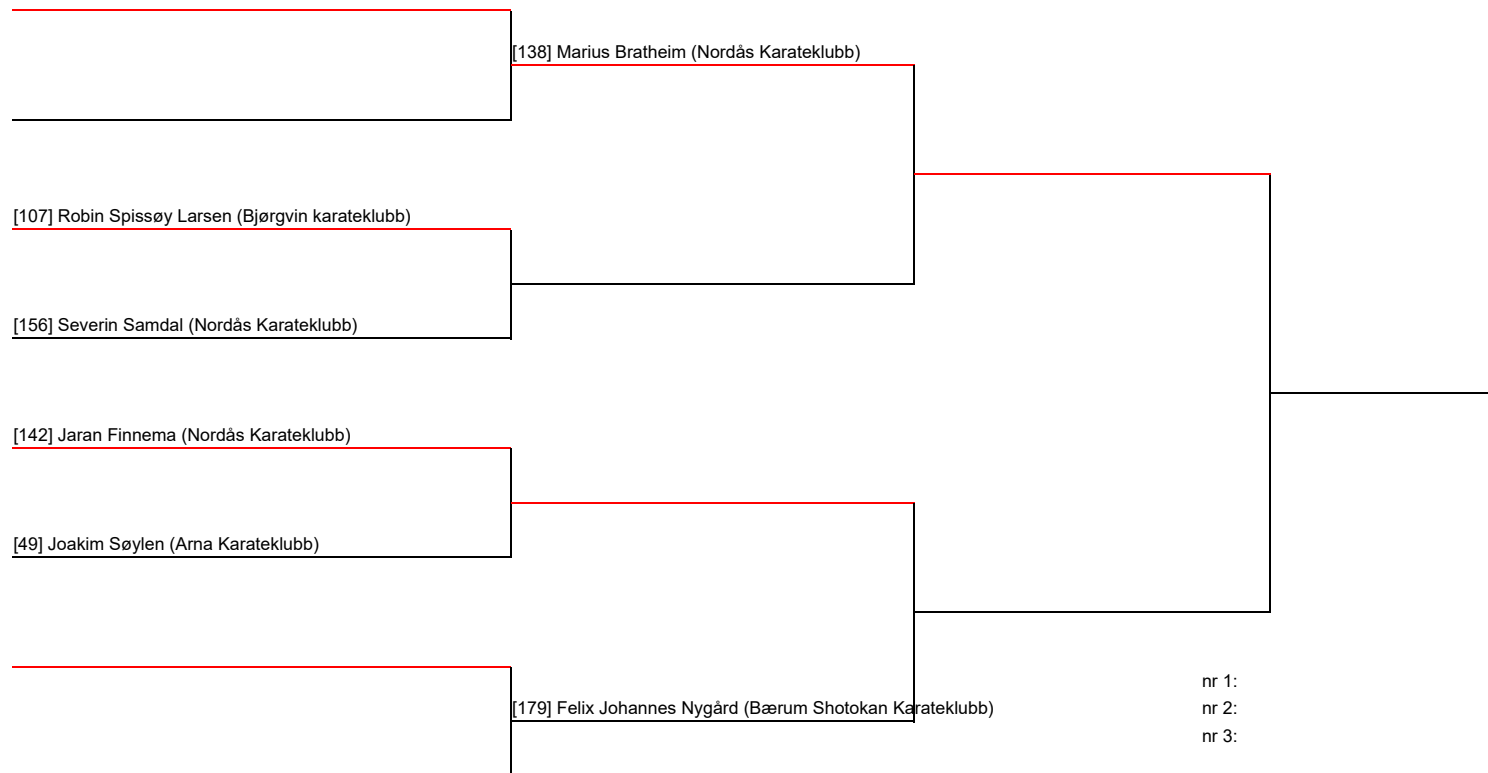 [138] Marius Bratheim (Nordås Karateklubb)
[107] Robin Spissøy Larsen (Bjørgvin karateklubb)
[156] Severin Samdal (Nordås Karateklubb)
[142] Jaran Finnema (Nordås Karateklubb)
[49] Joakim Søylen (Arna Karateklubb)
[179] Felix Johannes Nygård (Bærum Shotokan Karateklubb)
nr 1:
nr 2:
nr 3: